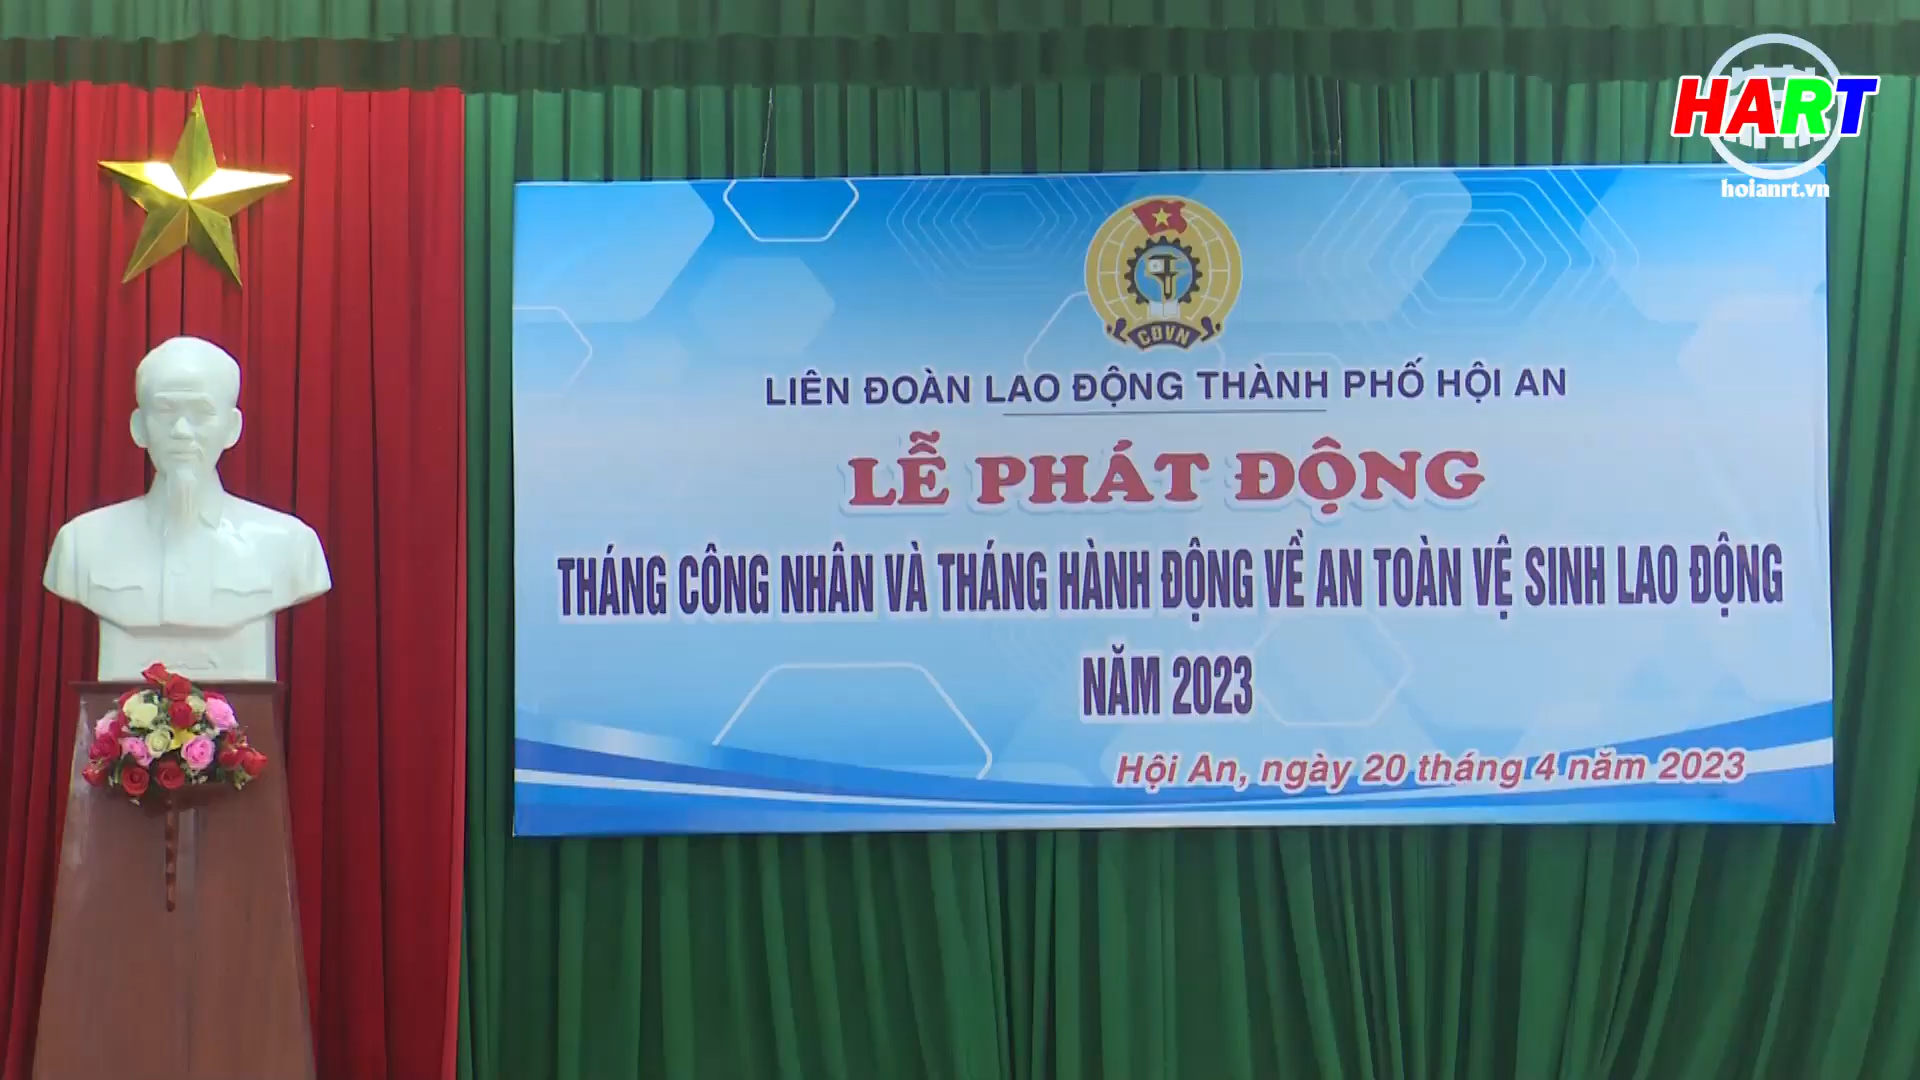 HART
hoianrt.vn
CĐVN
LIÊN ĐOÀN LAO ĐỘNG THÀNH PHỐ HỘI AN
LỄ PHÁT ĐỘNG
THÁNG CÔNG NHÂN VÀ THÁNG HÀNH ĐỘNG VỀ AN TOÀN VỆ SINH LAO ĐỘNG
NĂM 2023
Hội An, ngày 20 tháng 4 năm 2023